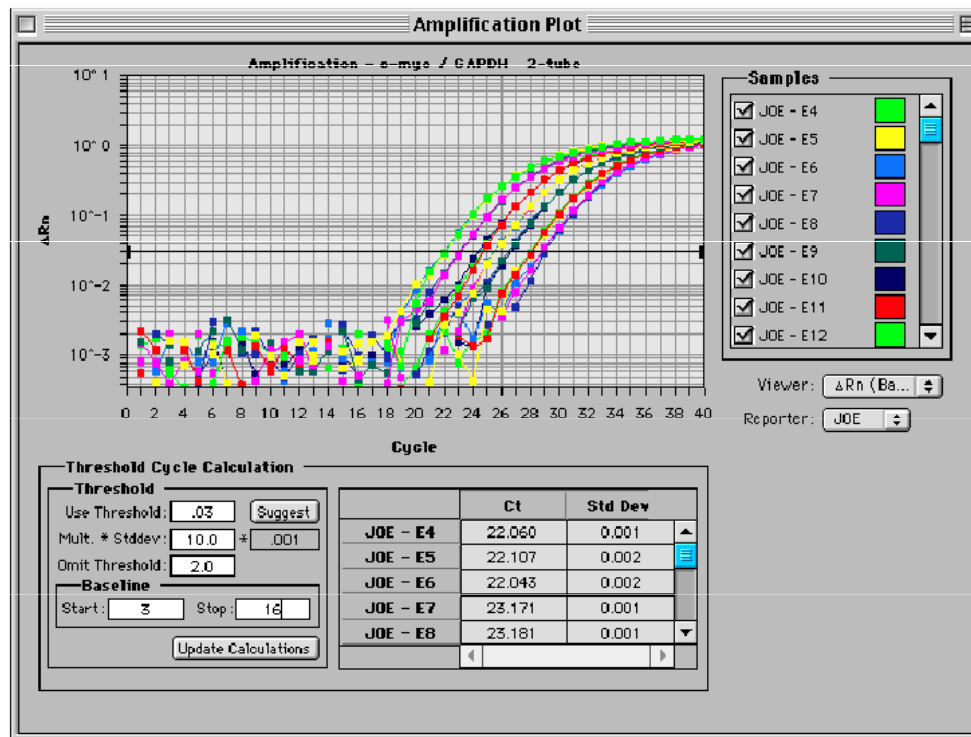 Amplification Plot
Amplification - c-myc / GAPDH 2-tube
10^1
10^0
10^-1
10^-2
10^-3
ΔRn
0 2 4 6 8 10 12 14 16 18 20 22 24 26 28 30 32 34 36 38 40
Cycle
Samples
JOE - E4
JOE - E5
JOE - E6
JOE - E7
JOE - E8
JOE - E9
JOE - E10
JOE - E11
JOE - E12
Viewer: ΔRn (Ba...
Reporter: JOE
Threshold Cycle Calculation
Threshold
Use Threshold: .03 Suggest
Mult. * Stddev: 10.0 * .001
Omit Threshold: 2.0
Baseline
Start: 3 Stop: 16
Update Calculations
Ct Std Dev
JOE - E4 22.060 0.001
JOE - E5 22.107 0.002
JOE - E6 22.043 0.002
JOE - E7 23.171 0.001
JOE - E8 23.181 0.001